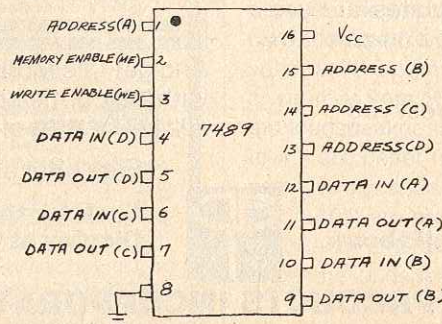 ADDRESS(A) 1
MEMORY ENABLE(ME) 2
WRITE ENABLE(WE) 3
DATA IN(D) 4
DATA OUT (D) 5
DATA IN(C) 6
DATA OUT (C) 7
8
7489
16 Vcc
15 ADDRESS (B)
14 ADDRESS (C)
13 ADDRESS(D)
12 DATA IN (A)
11 DATA OUT(A)
10 DATA IN (B)
9 DATA OUT (B)